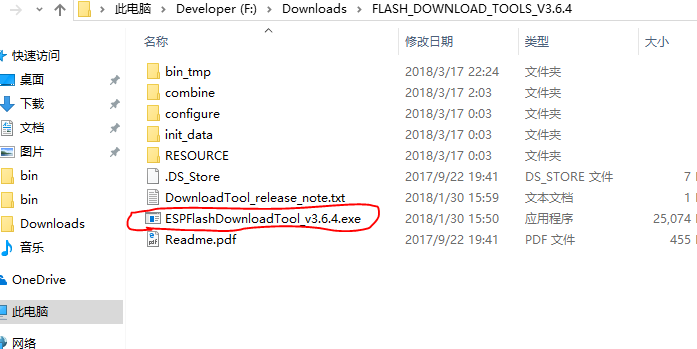 此电脑 > Developer (F:) > Downloads > FLASH_DOWNLOAD_TOOLS_V3.6.4
名称 修改日期 类型 大小
快速访问
桌面
下载
文档
图片
bin
bin
Downloads
音乐
OneDrive
此电脑
网络
bin_tmp 2018/3/17 22:24 文件夹
combine 2018/3/17 2:03 文件夹
configure 2018/3/17 0:03 文件夹
init_data 2018/3/17 0:03 文件夹
RESOURCE 2018/3/17 0:03 文件夹
.DS_Store 2017/9/22 19:41 DS_STORE 文件 7
DownloadTool_release_note.txt 2018/1/30 15:59 文本文档 1
ESPFlashDownloadTool_v3.6.4.exe 2018/1/30 15:50 应用程序 25,074
Readme.pdf 2017/9/22 19:41 PDF 文件 455